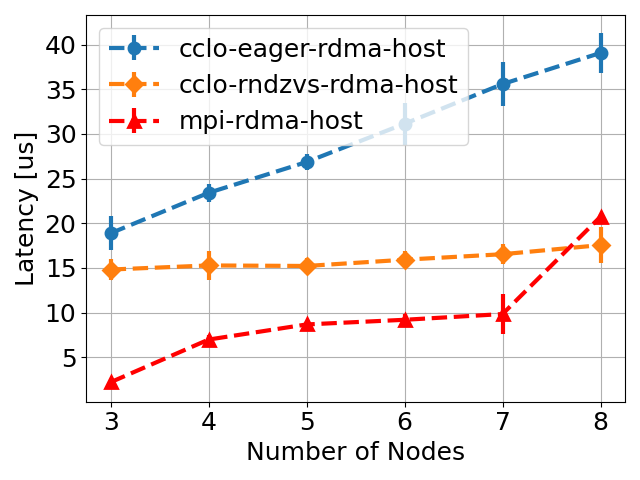 cclo-eager-rdma-host
cclo-rndzvs-rdma-host
mpi-rdma-host
Latency [us]
40
35
30
25
20
15
10
5
3 4 5 6 7 8
Number of Nodes